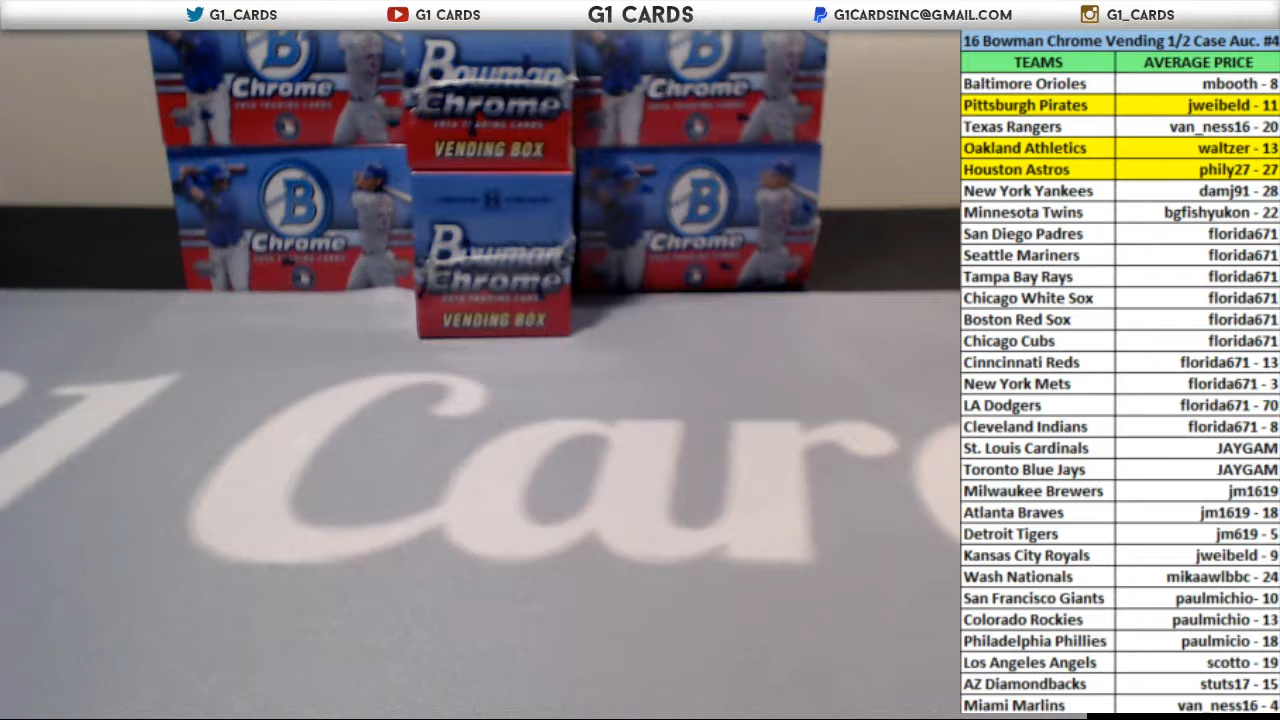 G1_CARDS
G1 CARDS
G1 CARDS
G1CARDSINC@GMAIL.COM
G1_CARDS
16 Bowman Chrome Vending 1/2 Case Auc. #4
TEAMS AVERAGE PRICE
Baltimore Orioles mbooth - 8
Pittsburgh Pirates jweibeld - 11
Texas Rangers van_ness16 - 20
Oakland Athletics waltzer - 13
Houston Astros phily27 - 27
New York Yankees damj91 - 28
Minnesota Twins bgfishyukon - 22
San Diego Padres florida671
Seattle Mariners florida671
Tampa Bay Rays florida671
Chicago White Sox florida671
Boston Red Sox florida671
Chicago Cubs florida671
Cinncinnati Reds florida671 - 13
New York Mets florida671 - 3
LA Dodgers florida671 - 70
Cleveland Indians florida671 - 8
St. Louis Cardinals JAYGAM
Toronto Blue Jays JAYGAM
Milwaukee Brewers jm1619
Atlanta Braves jm1619 - 18
Detroit Tigers jm619 - 5
Kansas City Royals jweibeld - 9
Wash Nationals mikaawlbbc - 24
San Francisco Giants paulmichio- 10
Colorado Rockies paulmichio - 13
Philadelphia Phillies paulmicio - 18
Los Angeles Angels scotto - 19
AZ Diamondbacks stuts17 - 15
Miami Marlins van_ness16 - 4
B
Chrome
Bowman
Chrome
VENDING BOX
Chrome
B
Chrome
Bowman
Chrome
VENDING BOX
B
Chrome
1 Car